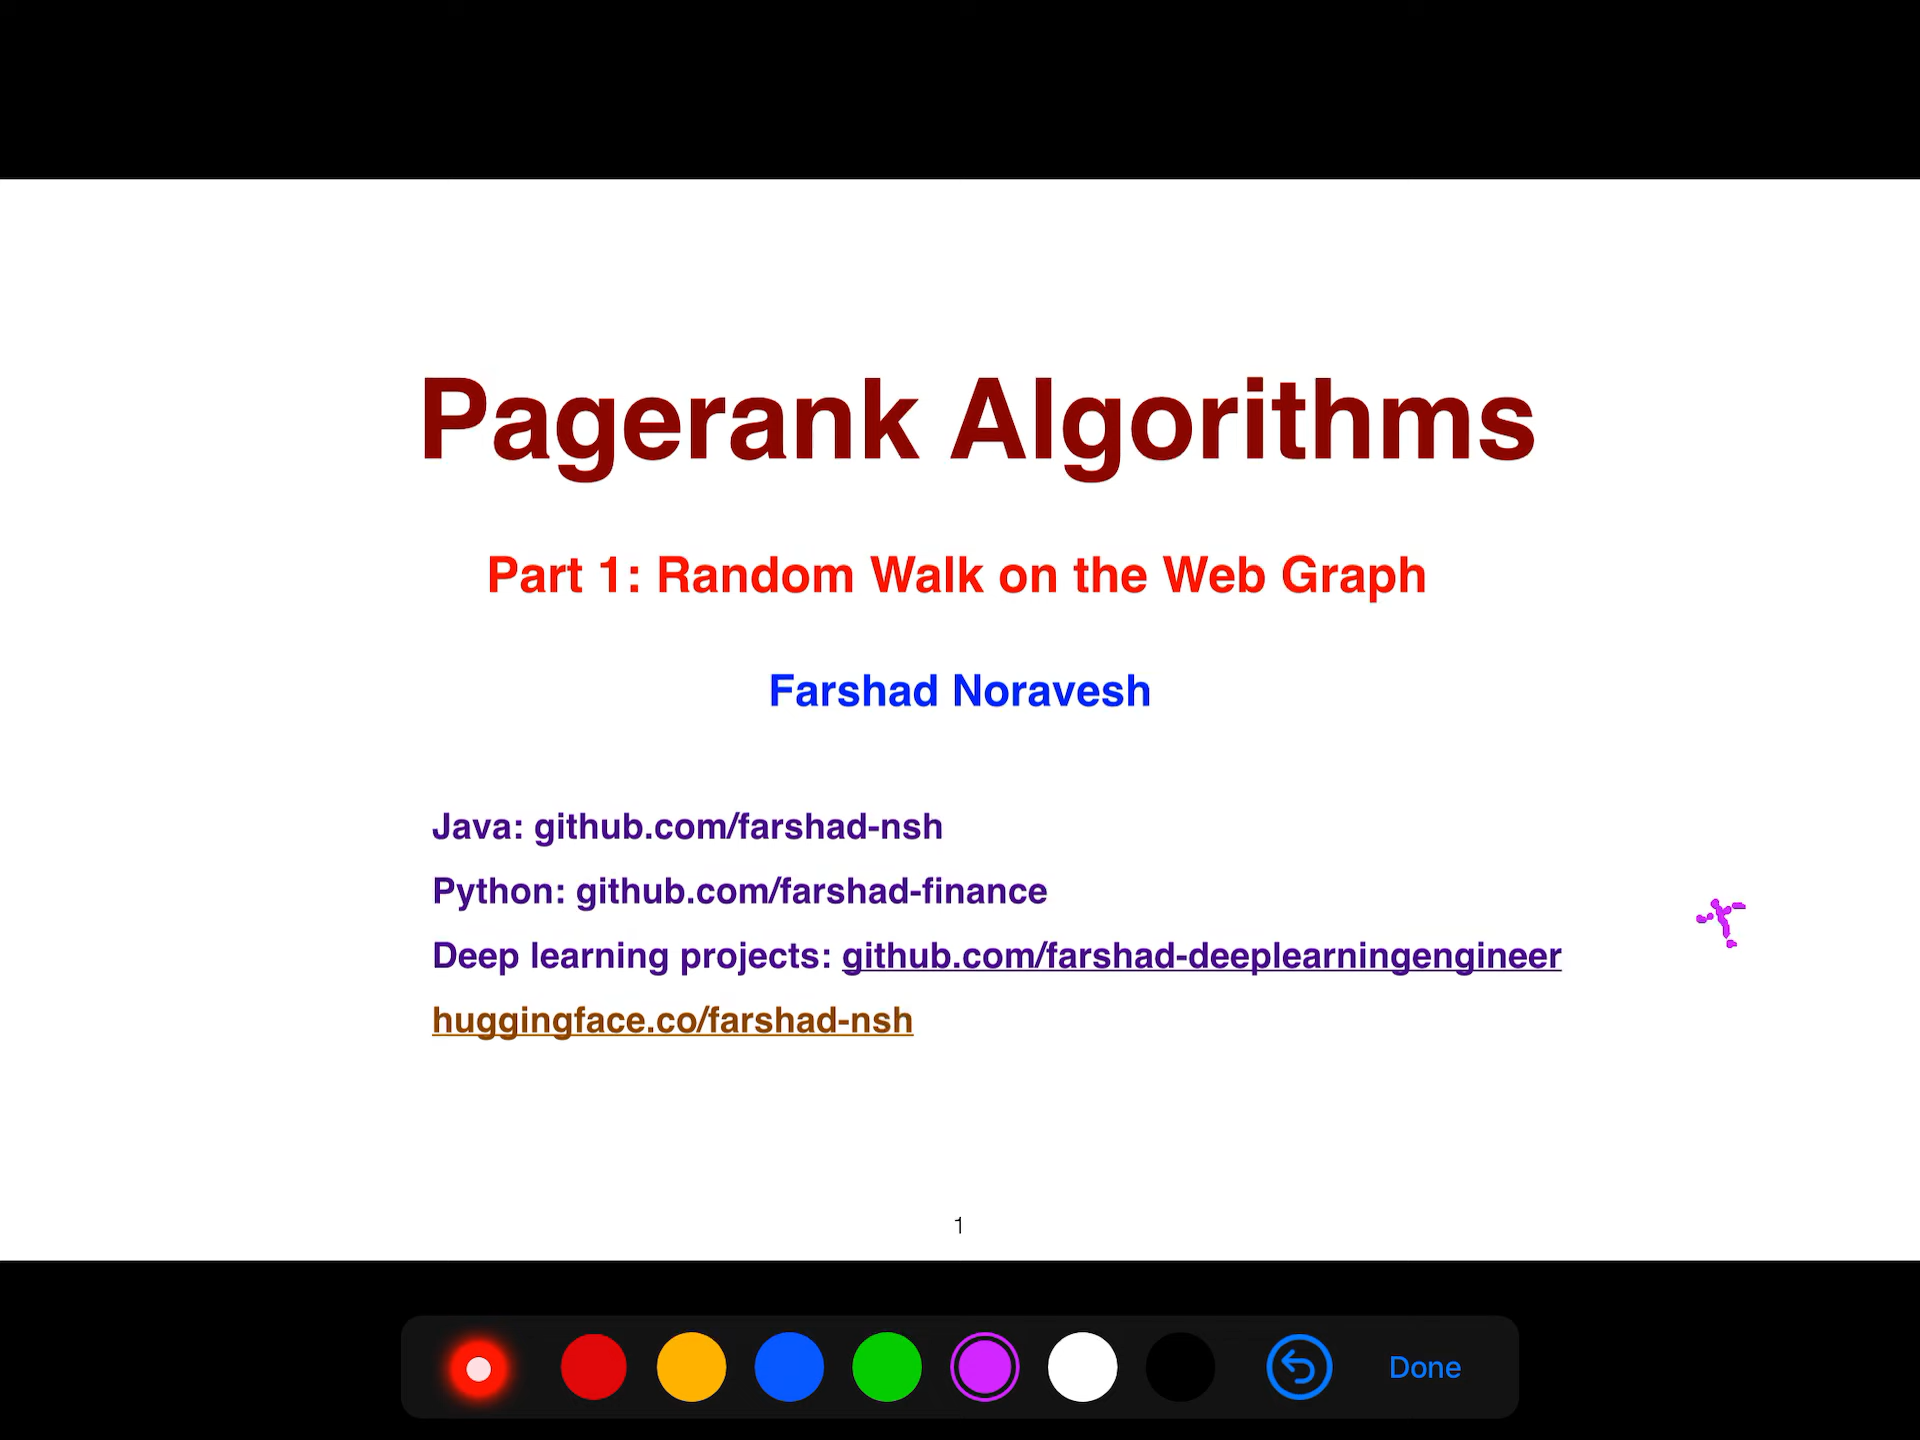 Pagerank Algorithms
Part 1: Random Walk on the Web Graph
Farshad Noravesh
Java: github.com/farshad-nsh
Python: github.com/farshad-finance
Deep learning projects: github.com/farshad-deeplearningengineer
huggingface.co/farshad-nsh
1
Done